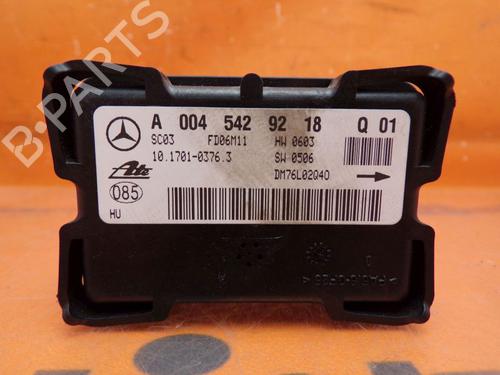 B-PARTS
A 004 542 92 18 Q 01
SC03 FD06M11 HW 0603
10.1701-0376.3 SW 0506
DM76L02Q40
Ate
085
HU